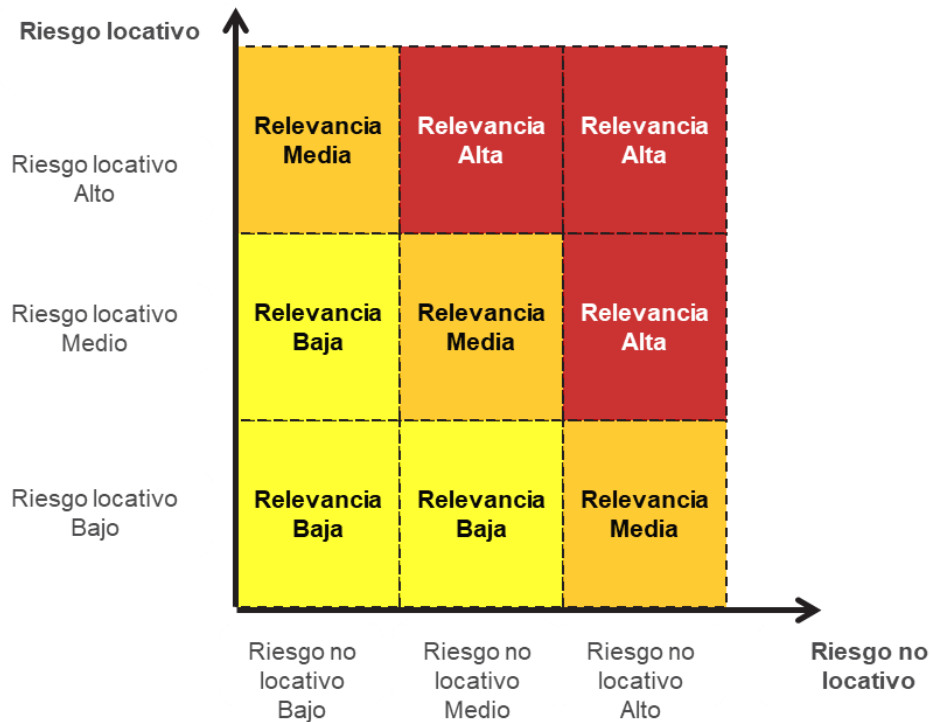 Riesgo locativo
Riesgo locativo
Alto
Relevancia
Media
Relevancia
Alta
Relevancia
Alta
Riesgo locativo
Medio
Relevancia
Baja
Relevancia
Media
Relevancia
Alta
Riesgo locativo
Bajo
Relevancia
Baja
Relevancia
Baja
Relevancia
Media
Riesgo no
locativo
Bajo
Riesgo no
locativo
Medio
Riesgo no
locativo
Alto
Riesgo no
locativo